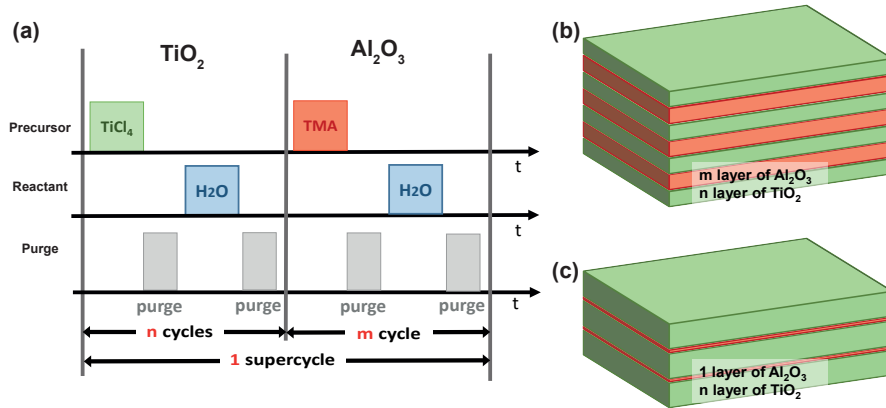 (a)
TiO₂
Al₂O₃
Precursor
TiCl₄
TMA
t
Reactant
H2O
H2O
t
Purge
t
purge
purge
purge
purge
n cycles
m cycle
1 supercycle
(b)
m layer of Al₂O₃
n layer of TiO₂
(c)
1 layer of Al₂O₃
n layer of TiO₂